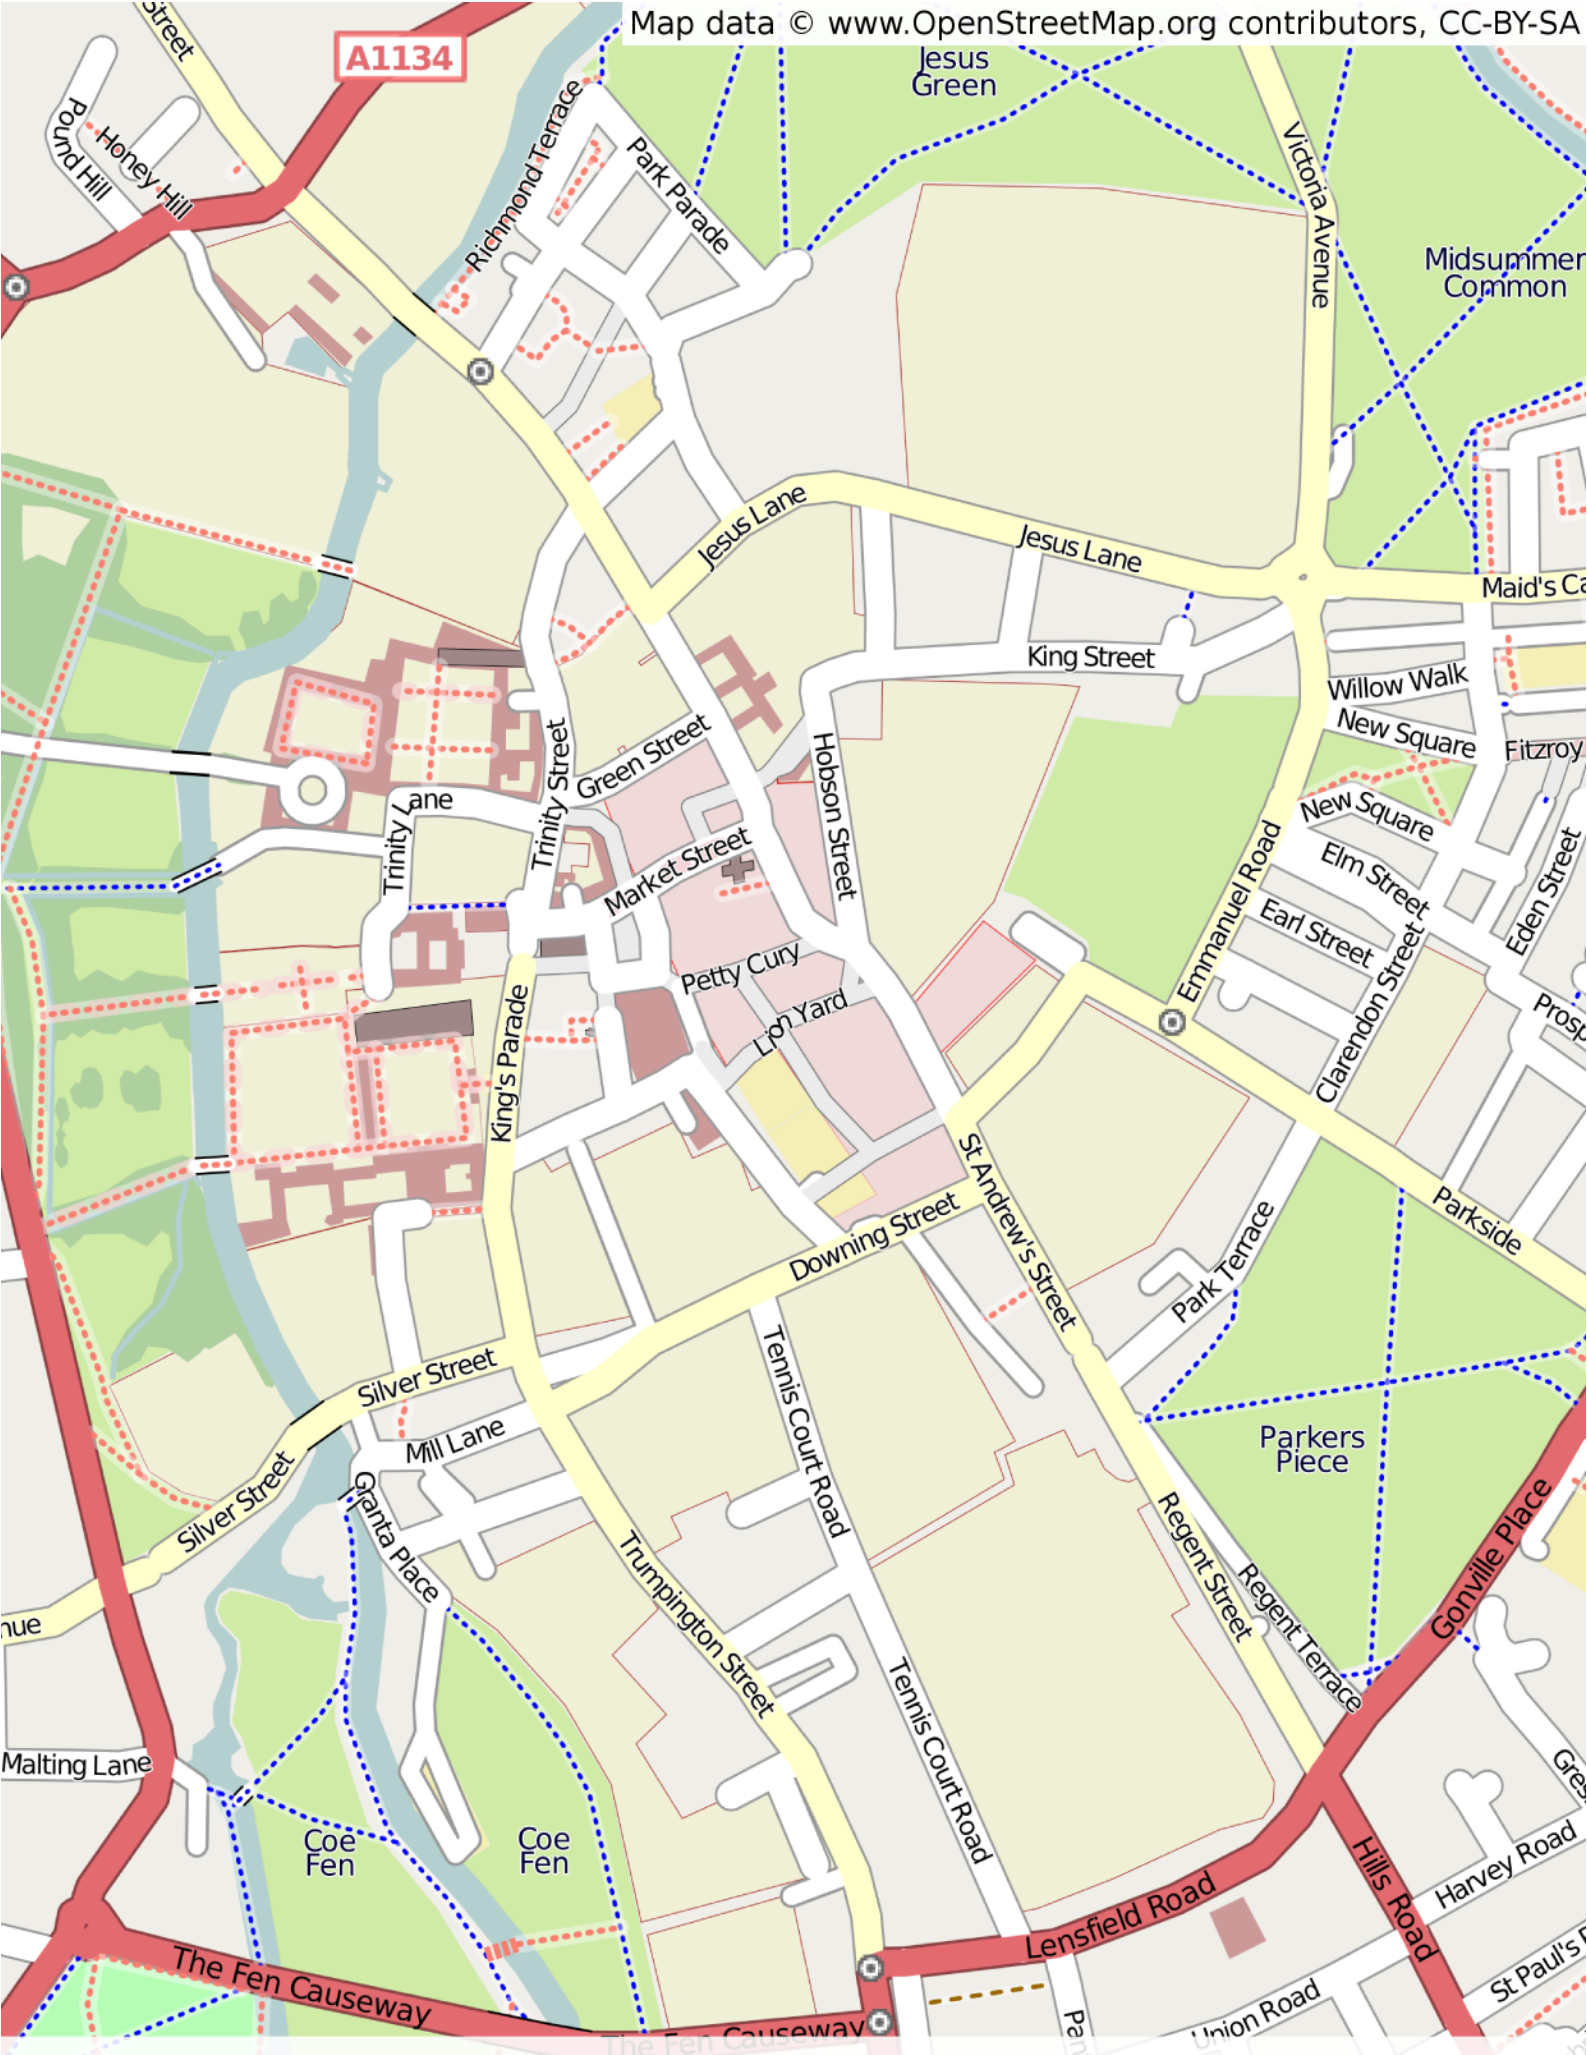 Map data © www.OpenStreetMap.org contributors, CC-BY-SA
Street
A1134
Jesus
Green
Pound Hill
Honey Hill
Richmond Terrace
Park Parade
Victoria Avenue
Midsummer
Common
Jesus Lane
Jesus Lane
Maid's Ca
King Street
Willow Walk
New Square
Fitzroy
Green Street
Trinity Street
Hobson Street
Trinity Lane
New Square
Market Street
Elm Street
Emmanuel Road
Eden Street
Earl Street
Clarendon Street
Petty Cury
Lion Yard
King's Parade
Prosp
St Andrew's Street
Downing Street
Park Terrace
Parkside
Silver Street
Tennis Court Road
Mill Lane
Parkers
Piece
Silver Street
Granta Place
Regent Street
Gonville Place
Trumpington Street
Regent Terrace
nue
Tennis Court Road
Malting Lane
Gres
Coe
Fen
Coe
Fen
Hills Road
Harvey Road
Lensfield Road
The Fen Causeway
St Paul's R
Union Road
The Fen Causeway
Pan